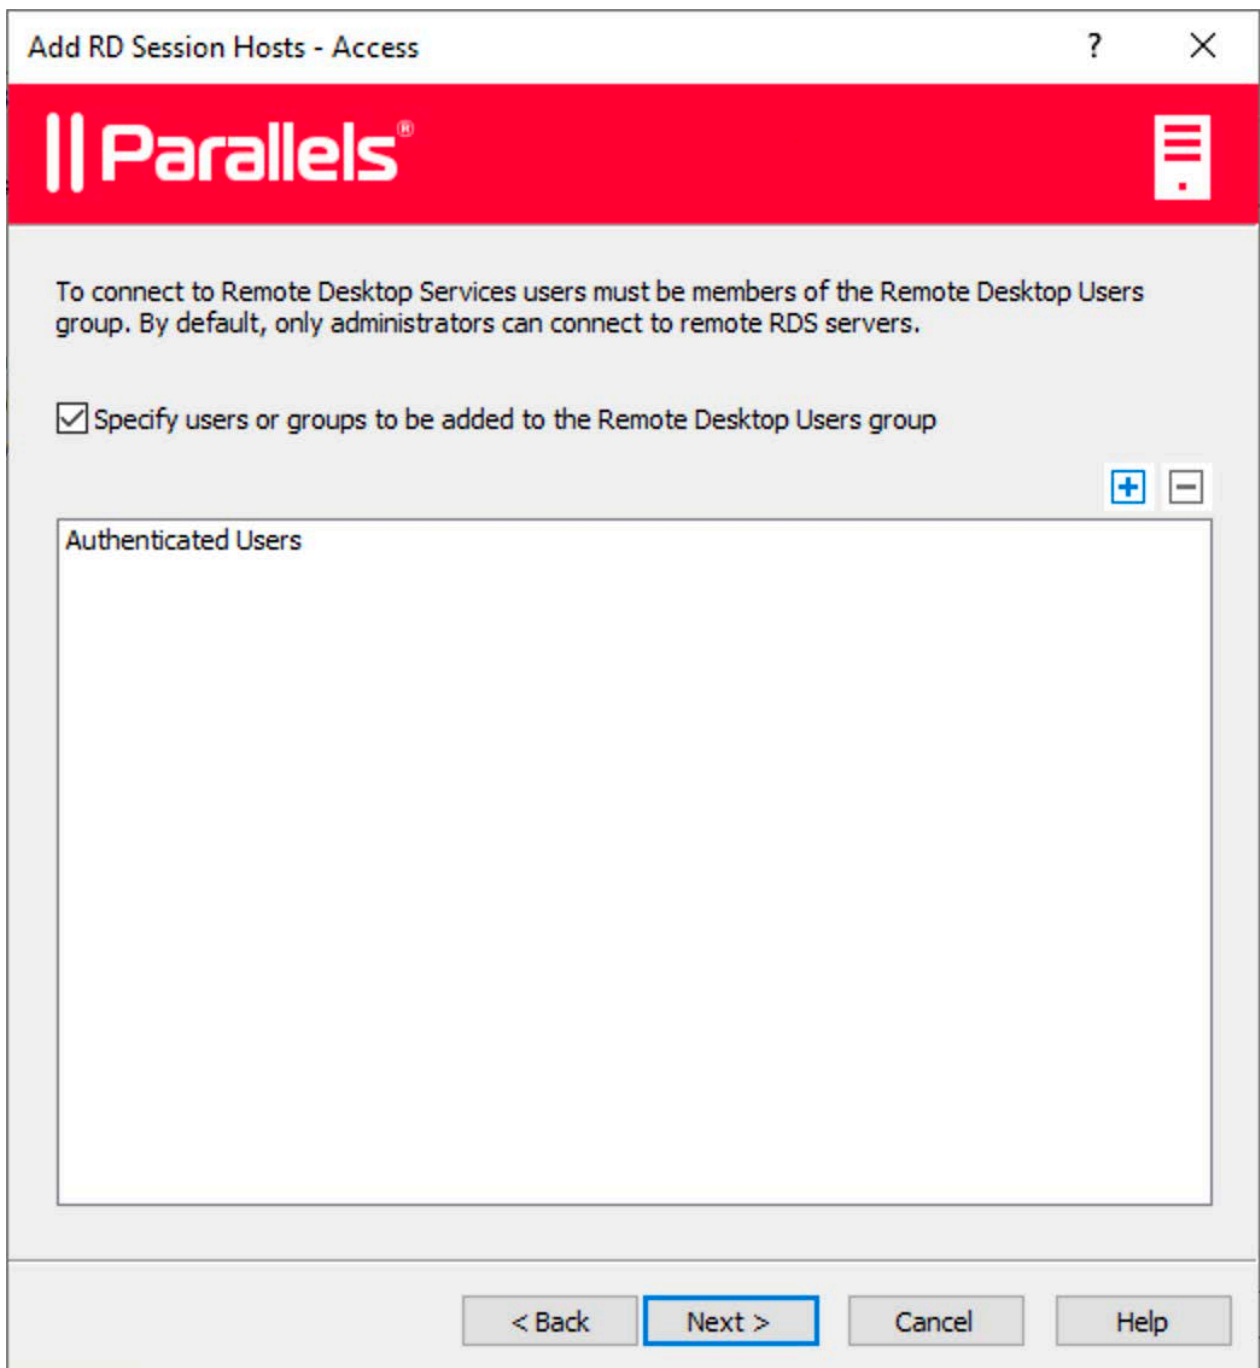 Add RD Session Hosts - Access
Parallels®
To connect to Remote Desktop Services users must be members of the Remote Desktop Users
group. By default, only administrators can connect to remote RDS servers.
Specify users or groups to be added to the Remote Desktop Users group
Authenticated Users
< Back Next > Cancel Help